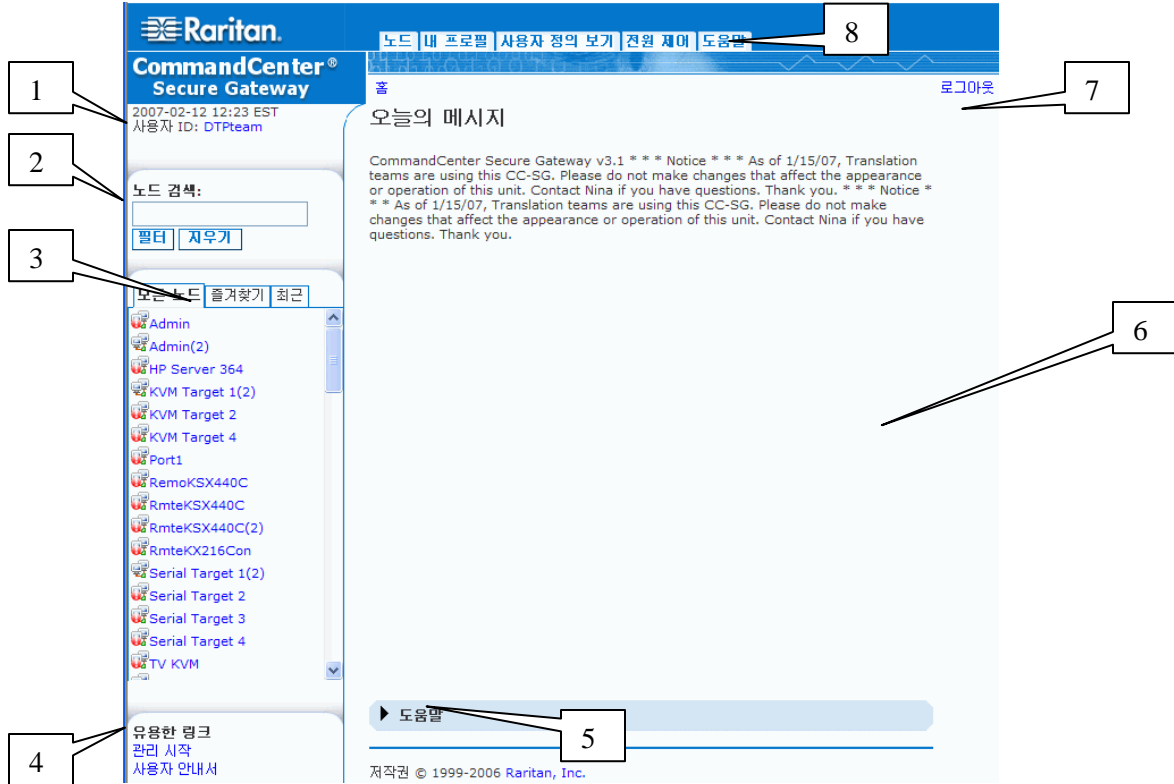 Raritan.
노드 내 프로필 사용자 정의 보기 전원 제어 도움말
8
CommandCenter®
Secure Gateway
홈
로그아웃
7
1
2007-02-12 12:23 EST
사용자 ID: DTPteam
오늘의 메시지
CommandCenter Secure Gateway v3.1 * * * Notice * * * As of 1/15/07, Translation
teams are using this CC-SG. Please do not make changes that affect the appearance
or operation of this unit. Contact Nina if you have questions. Thank you. * * * Notice *
* * As of 1/15/07, Translation teams are using this CC-SG. Please do not make
changes that affect the appearance or operation of this unit. Contact Nina if you have
questions. Thank you.
2
노드 검색:
필터 지우기
3
모든 노드 즐겨찾기 최근
Admin
Admin(2)
HP Server 364
KVM Target 1(2)
KVM Target 2
KVM Target 4
Port1
RemoKSX440C
RmteKSX440C
RmteKSX440C(2)
RmteKX216Con
Serial Target 1(2)
Serial Target 2
Serial Target 3
Serial Target 4
TV KVM
6
4
유용한 링크
관리 시작
사용자 안내서
도움말
5
저작권 © 1999-2006 Raritan, Inc.